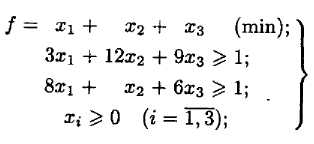 f = x₁ + x₂ + x₃ (min);
3x₁ + 12x₂ + 9x₃ ⩾ 1;
8x₁ + x₂ + 6x₃ ⩾ 1;
xᵢ ⩾ 0 (i = 1,3);